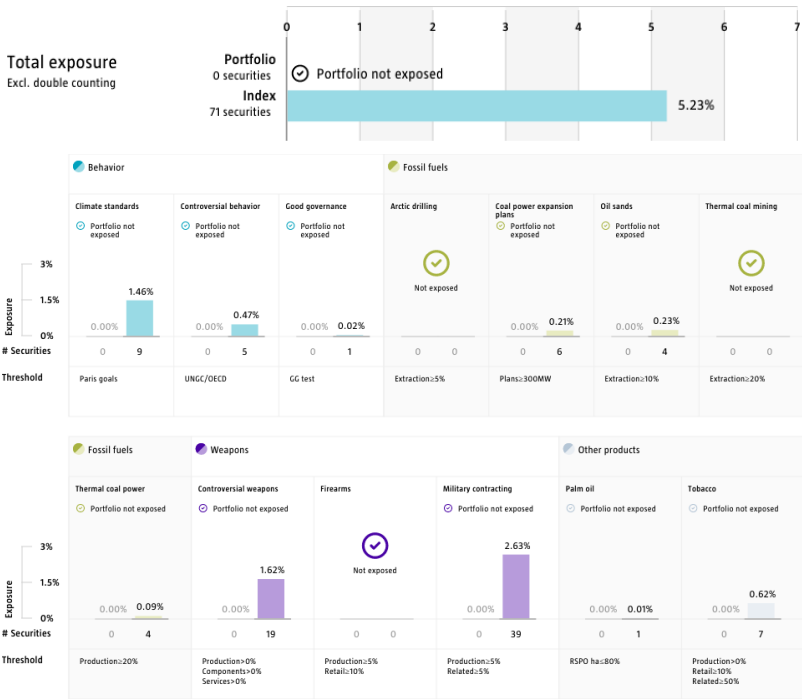 0 1 2 3 4 5 6 7
Total exposure
Excl. double counting
Portfolio
0 securities
Portfolio not exposed
Index
71 securities
5.23%
Behavior
Fossil fuels
Climate standards
Controversial behavior
Good governance
Arctic drilling
Coal power expansion
plans
Oil sands
Thermal coal mining
Portfolio not
exposed
Portfolio not
exposed
Portfolio not
exposed
Portfolio not
exposed
Portfolio not
exposed
Not exposed
Not exposed
Exposure
3%
1.5%
0%
0.00% 1.46%
0.00% 0.47%
0.00% 0.02%
0.00% 0.21%
0.00% 0.23%
# Securities 0 9 0 5 0 1 0 0 0 6 0 4 0 0
Threshold
Paris goals
UNGC/OECD
GG test
Extraction≥5%
Plans≥300MW
Extraction≥10%
Extraction≥20%
Fossil fuels
Weapons
Other products
Thermal coal power
Controversial weapons
Firearms
Military contracting
Palm oil
Tobacco
Portfolio not exposed
Portfolio not exposed
Portfolio not exposed
Portfolio not exposed
Portfolio not exposed
Not exposed
Exposure
3%
1.5%
0%
0.00% 0.09%
0.00% 1.62%
0.00% 2.63%
0.00% 0.01%
0.00% 0.62%
# Securities 0 4 0 19 0 0 0 39 0 1 0 7
Threshold
Production≥20%
Production>0%
Components>0%
Services>0%
Production≥5%
Retail≥10%
Production≥5%
Related≥5%
RSPO ha≤80%
Production>0%
Retail≥10%
Related≥50%